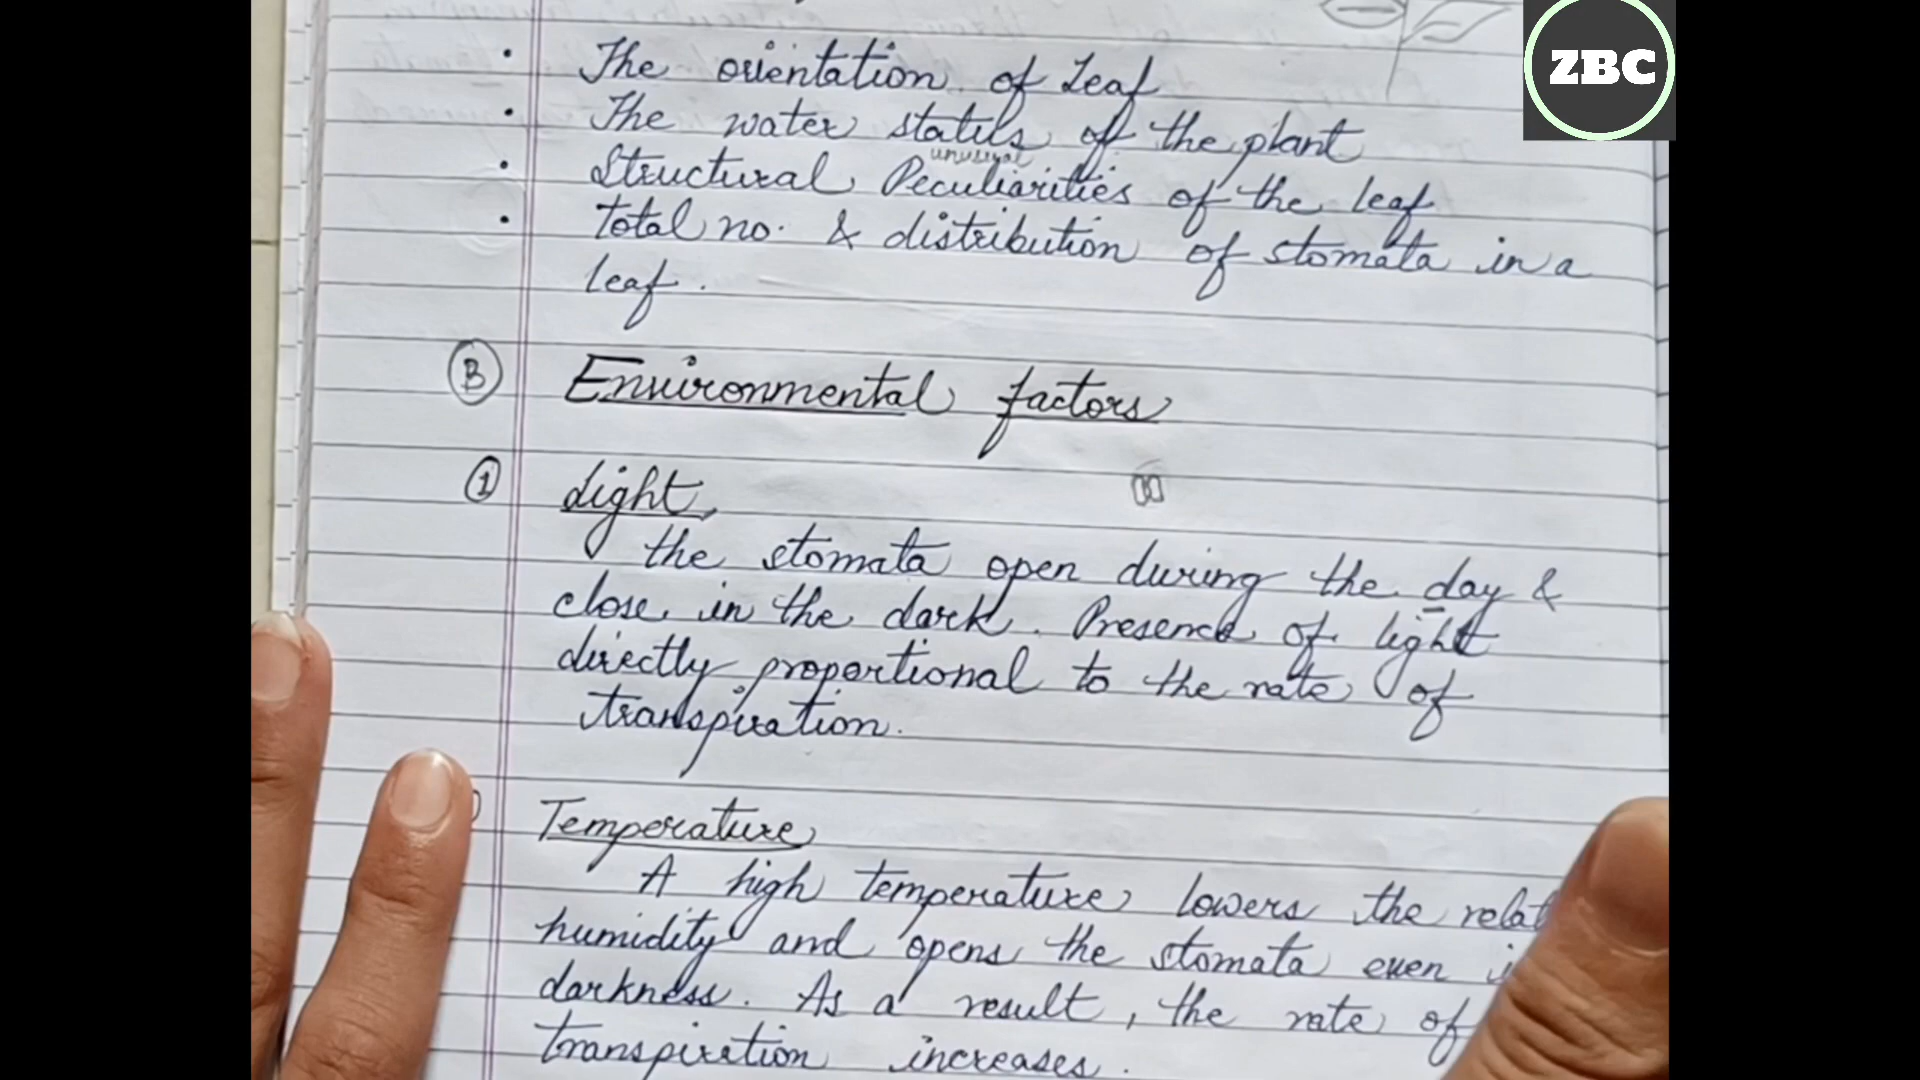 ZBC
• The orientation of Leaf
• The water status of the plant
unusual
• Structural Peculiarities of the leaf
• total no. & distribution of stomata in a
leaf.
B Environmental factors
1 Light
the stomata open during the day &
close in the dark. Presence of light
directly proportional to the rate of
transpiration.
Temperature
A high temperature lowers the relat
humidity and opens the stomata even i
darkness. As a result, the rate of
transpiration increases.